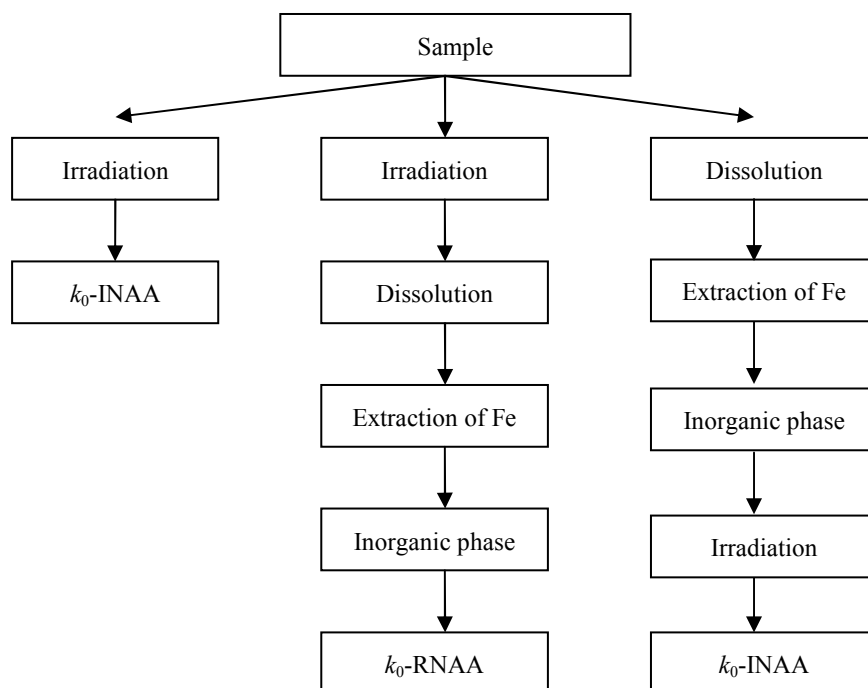 Sample
Irradiation
k0-INAA
Irradiation
Dissolution
Extraction of Fe
Inorganic phase
k0-RNAA
Dissolution
Extraction of Fe
Inorganic phase
Irradiation
k0-INAA